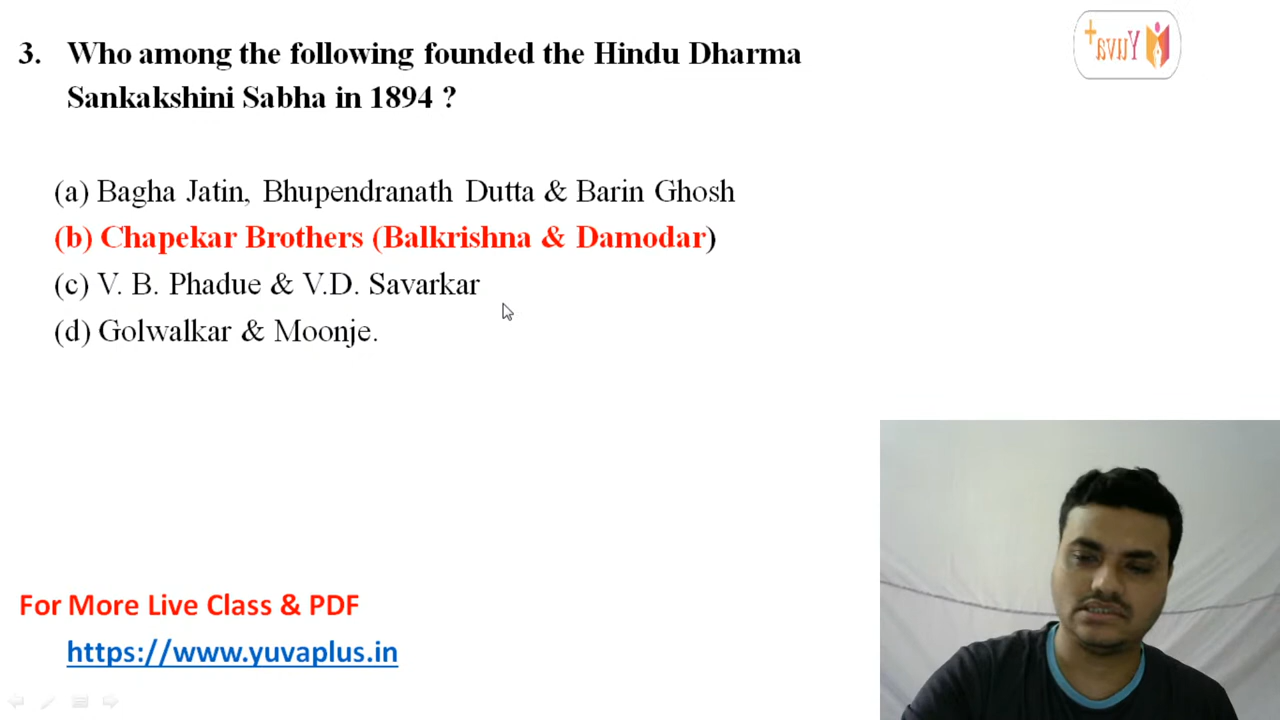 3. Who among the following founded the Hindu Dharma
Sankakshini Sabha in 1894 ?
Yuva+
(a) Bagha Jatin, Bhupendranath Dutta & Barin Ghosh
(b) Chapekar Brothers (Balkrishna & Damodar)
(c) V. B. Phadue & V.D. Savarkar
(d) Golwalkar & Moonje.
For More Live Class & PDF
https://www.yuvaplus.in